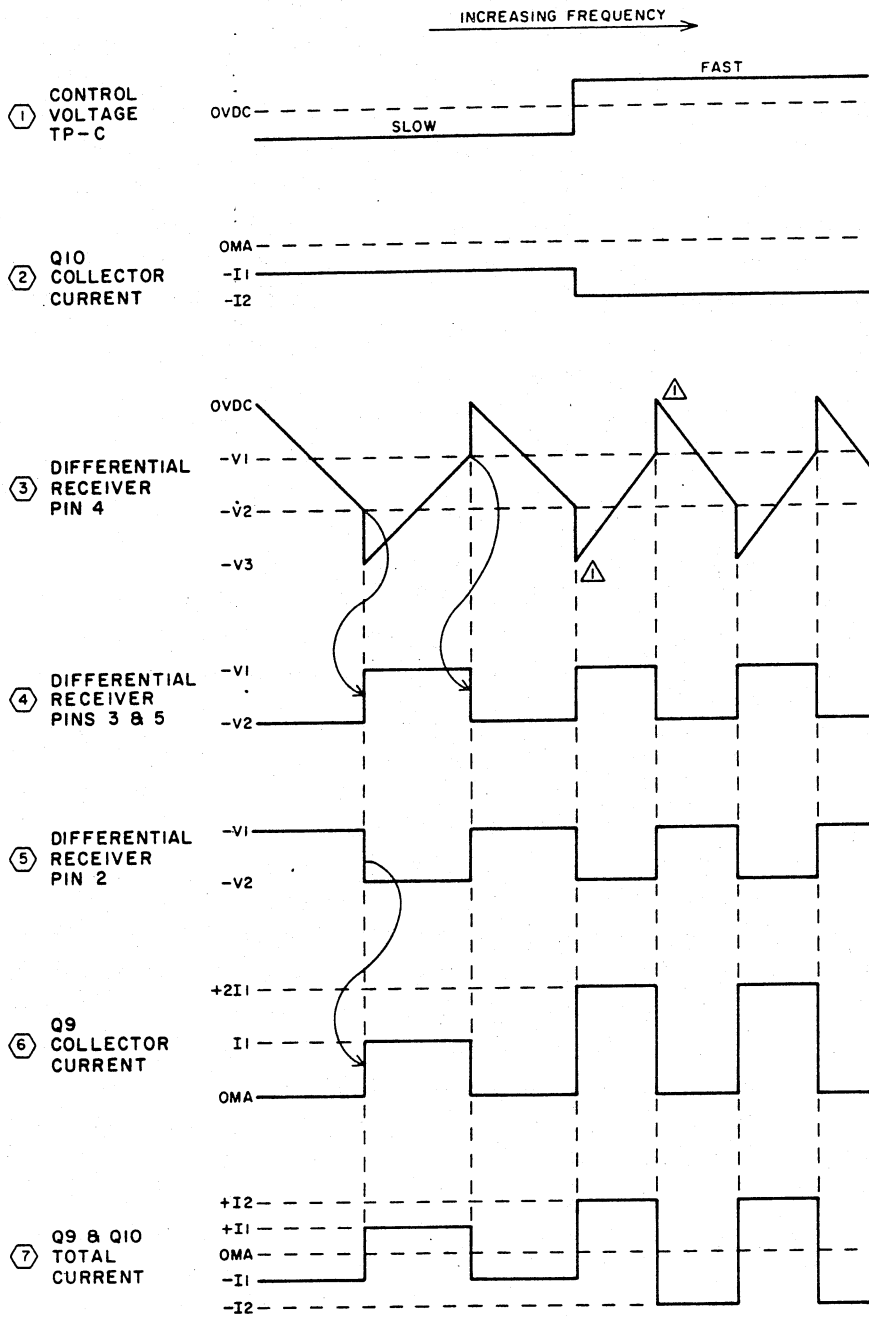 INCREASING FREQUENCY
1
CONTROL
VOLTAGE
TP-C
OVDC
SLOW
FAST
2
Q10
COLLECTOR
CURRENT
OMA
-I1
-I2
3
DIFFERENTIAL
RECEIVER
PIN 4
OVDC
-V1
-V2
-V3
1
1
4
DIFFERENTIAL
RECEIVER
PINS 3 & 5
-V1
-V2
5
DIFFERENTIAL
RECEIVER
PIN 2
-V1
-V2
6
Q9
COLLECTOR
CURRENT
+2I1
I1
OMA
7
Q9 & Q10
TOTAL
CURRENT
+I2
+I1
OMA
-I1
-I2